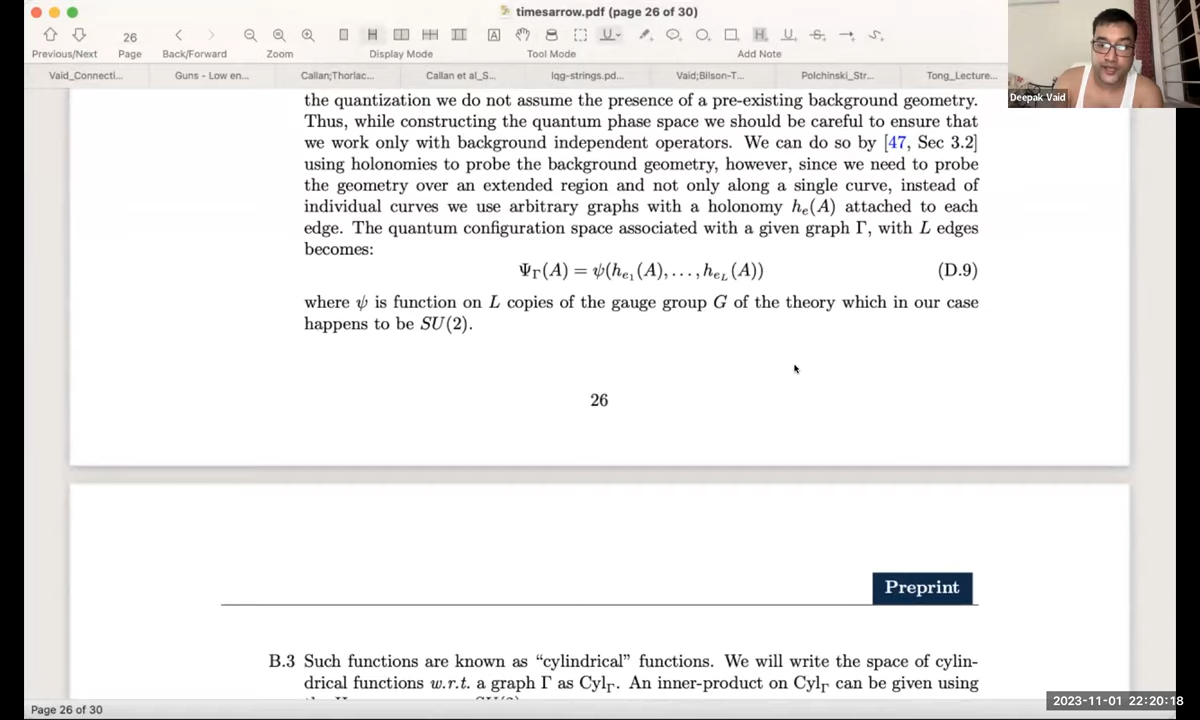 timesarrow.pdf (page 26 of 30)
26
Previous/Next Page Back/Forward Zoom Display Mode Tool Mode Add Note
Vaid_Connecti... Guns - Low en... Callan;Thorlac... Callan et al_S... lqg-strings.pd... Vaid;Bilson-T... Polchinski_Str... Tong_Lecture...
Deepak Vaid
the quantization we do not assume the presence of a pre-existing background geometry.
Thus, while constructing the quantum phase space we should be careful to ensure that
we work only with background independent operators. We can do so by [47, Sec 3.2]
using holonomies to probe the background geometry, however, since we need to probe
the geometry over an extended region and not only along a single curve, instead of
individual curves we use arbitrary graphs with a holonomy hₑ(A) attached to each
edge. The quantum configuration space associated with a given graph Γ, with L edges
becomes:
Ψ_Γ(A) = ψ(h_{e₁}(A), . . . , h_{e_L}(A)) (D.9)
where ψ is function on L copies of the gauge group G of the theory which in our case
happens to be SU(2).
26
Preprint
B.3 Such functions are known as “cylindrical” functions. We will write the space of cylin-
drical functions w.r.t. a graph Γ as Cyl_Γ. An inner-product on Cyl_Γ can be given using
Page 26 of 30
2023-11-01 22:20:18